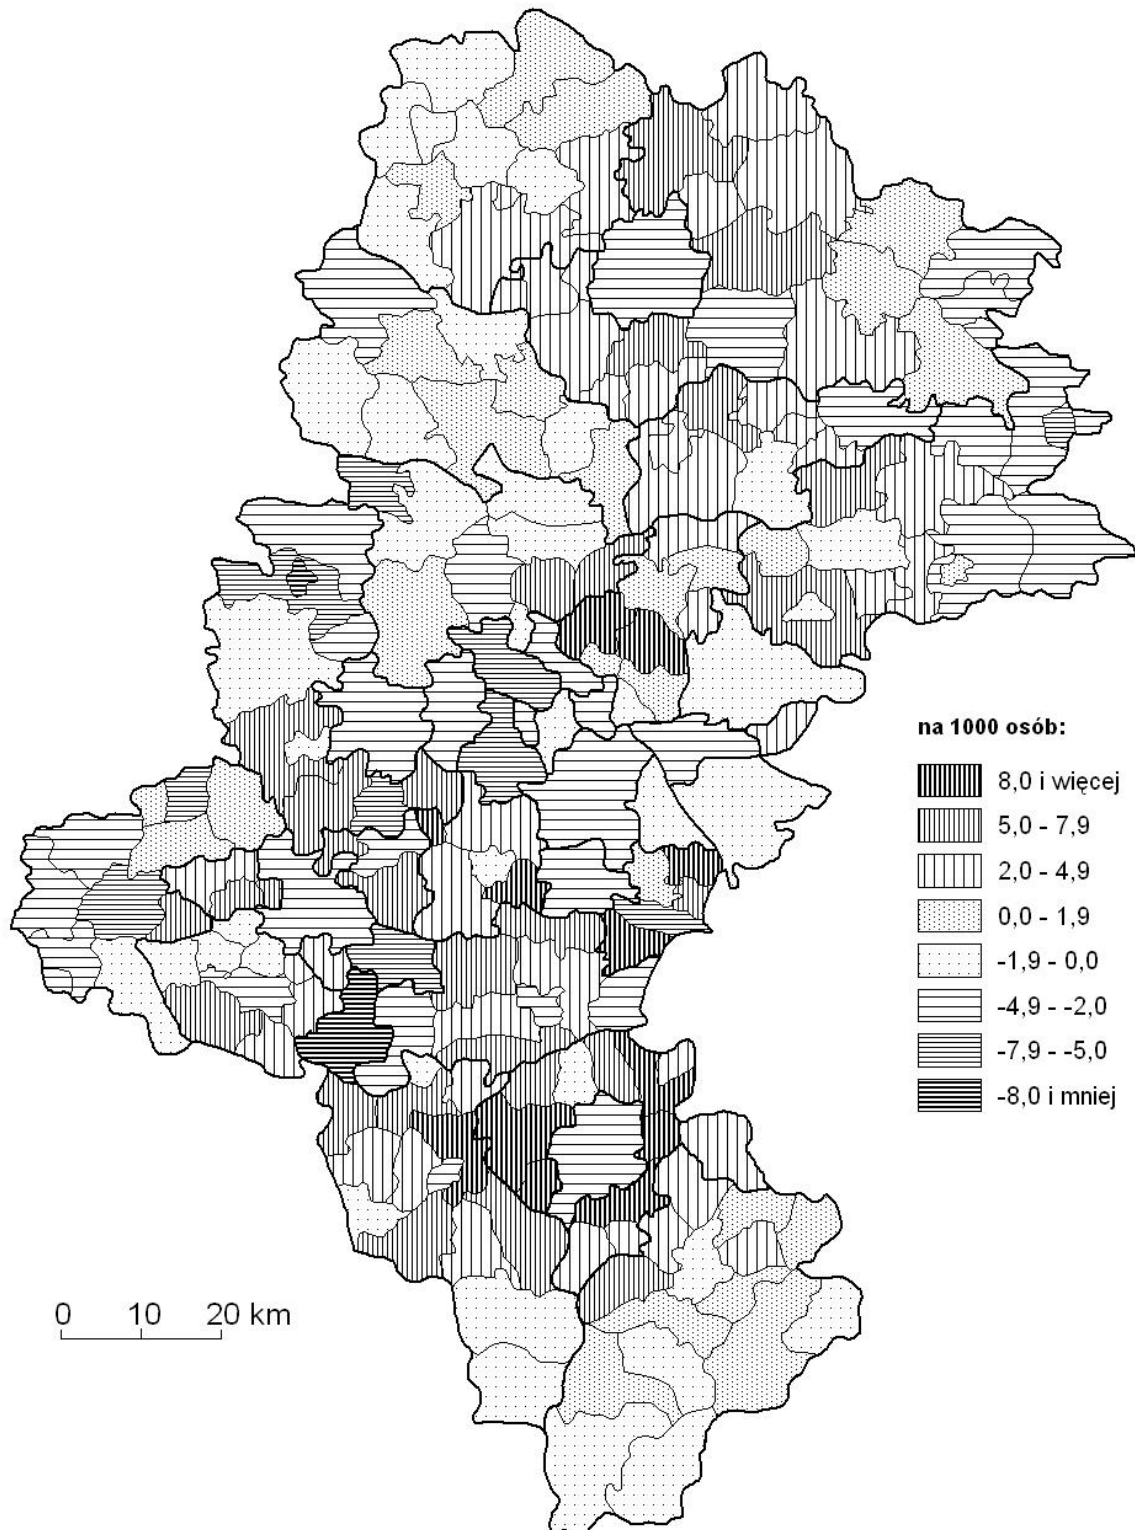 na 1000 osób:
8,0 i więcej
5,0 - 7,9
2,0 - 4,9
0,0 - 1,9
-1,9 - 0,0
-4,9 - -2,0
-7,9 - -5,0
-8,0 i mniej
0 10 20 km